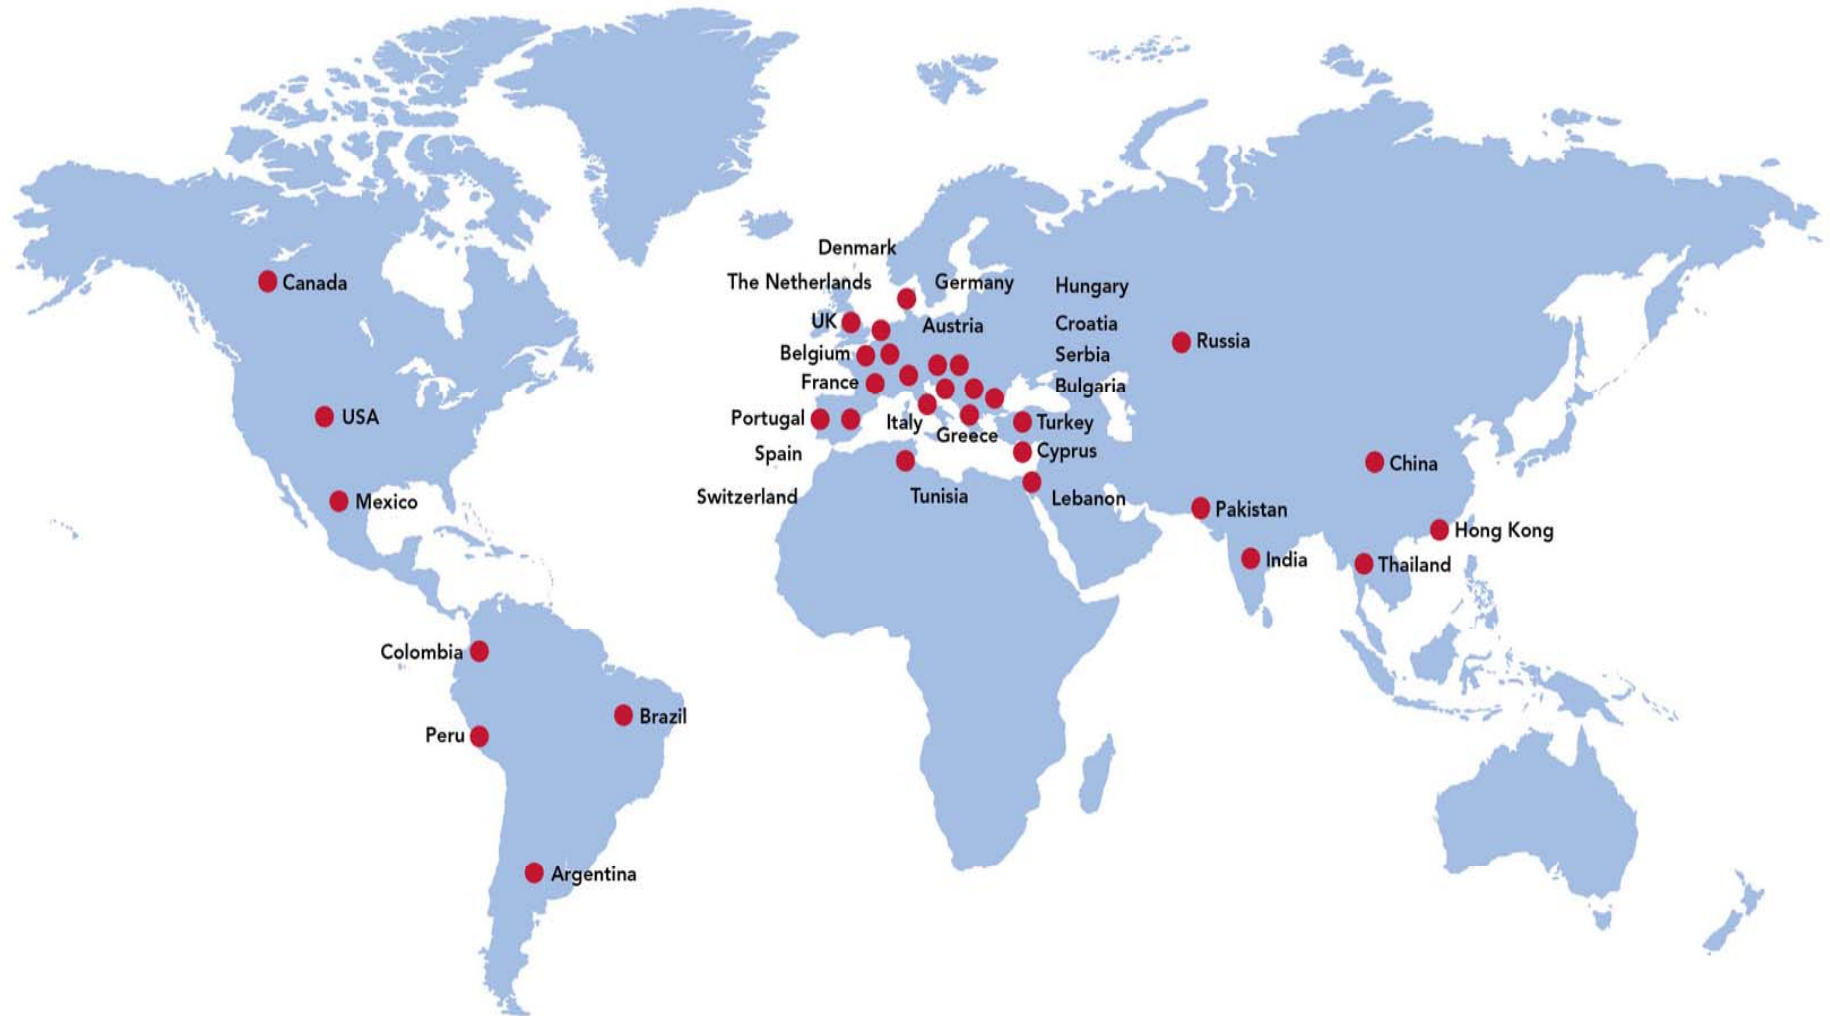 Denmark
The Netherlands
Germany
Hungary
Canada
UK
Austria
Croatia
Russia
Belgium
Serbia
France
Bulgaria
USA
Portugal
Italy
Greece
Turkey
Spain
Cyprus
China
Switzerland
Tunisia
Lebanon
Mexico
Pakistan
Hong Kong
India
Thailand
Colombia
Brazil
Peru
Argentina